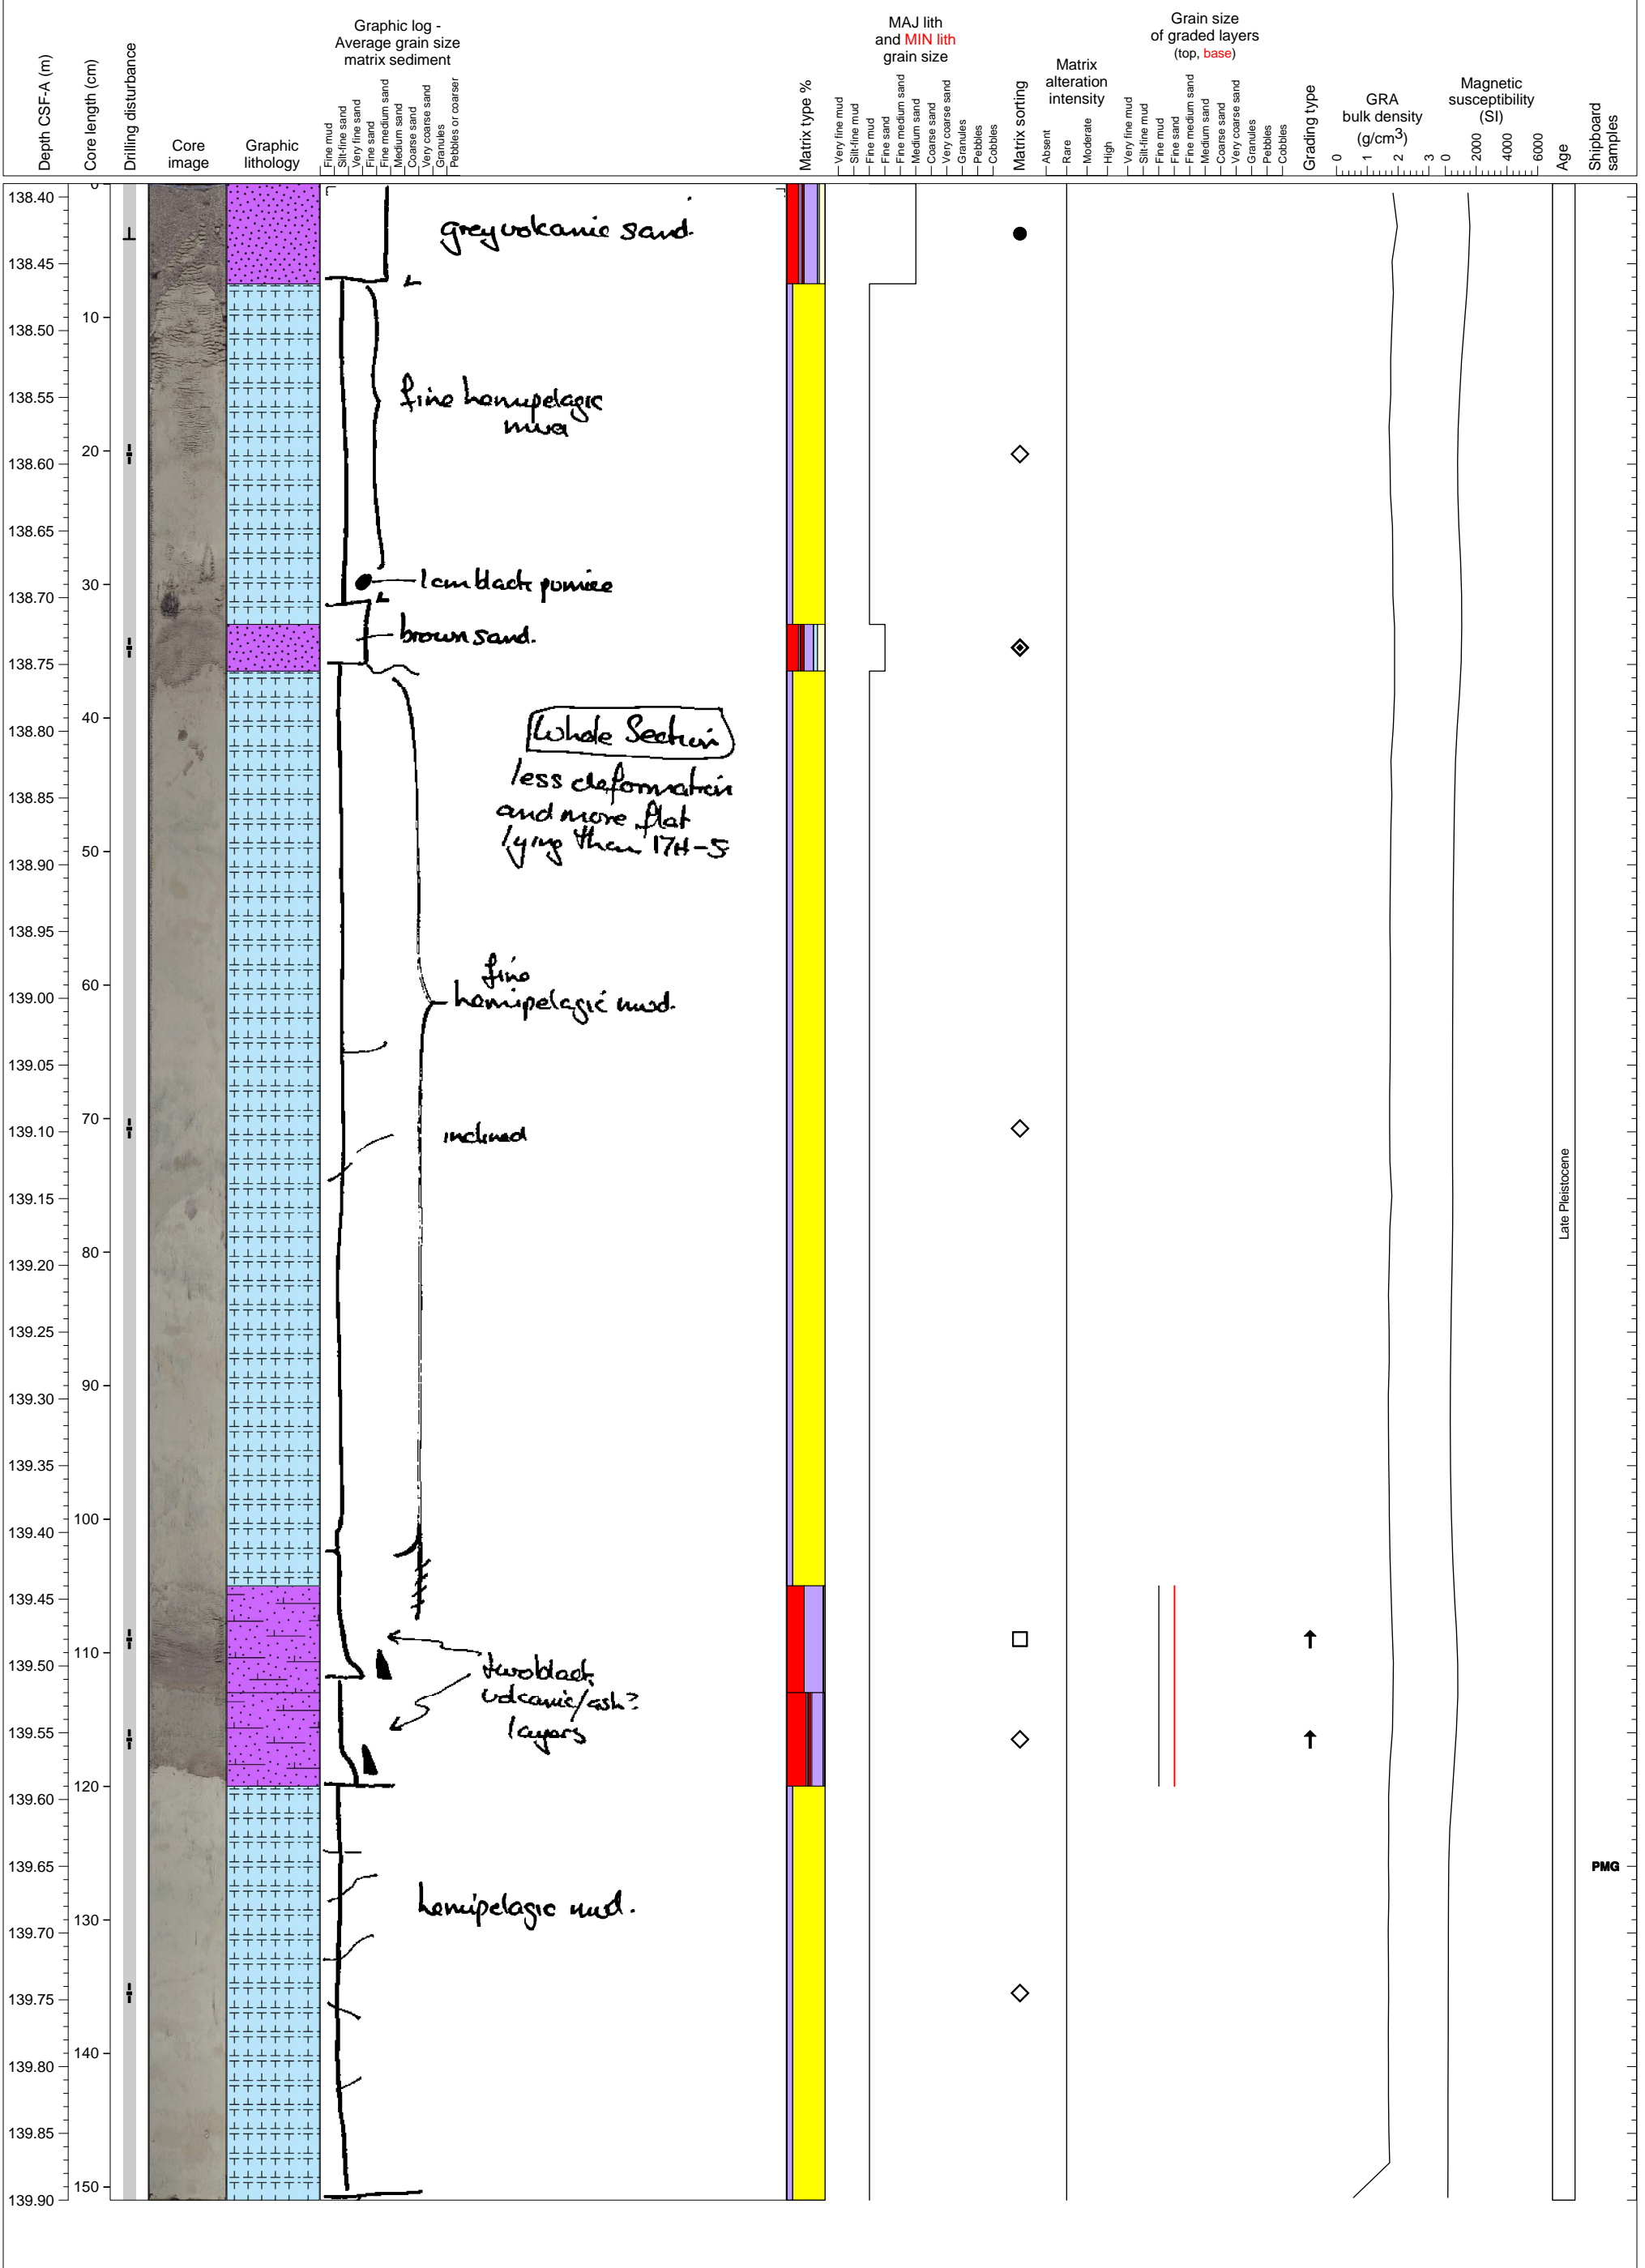 Depth CSF-A (m)
Core length (cm)
Drilling disturbance
Core
image
Graphic
lithology
Graphic log -
Average grain size
matrix sediment
Fine mud
Silt-fine sand
Very fine sand
Fine sand
Fine medium sand
Medium sand
Coarse sand
Very coarse sand
Granules
Pebbles or coarser
Matrix type %
MAJ lith
and MIN lith
grain size
Very fine mud
Silt-fine mud
Fine mud
Fine sand
Fine medium sand
Medium sand
Coarse sand
Very coarse sand
Granules
Pebbles
Cobbles
Matrix sorting
Matrix
alteration
intensity
Absent
Rare
Moderate
High
Grain size
of graded layers
(top, base)
Very fine mud
Silt-fine mud
Fine mud
Fine sand
Fine medium sand
Medium sand
Coarse sand
Very coarse sand
Granules
Pebbles
Cobbles
Grading type
GRA
bulk density
(g/cm3)
0
1
2
3
Magnetic
susceptibility
(SI)
0
2000
4000
6000
Age
Shipboard
samples
138.40
138.45
138.50
138.55
138.60
138.65
138.70
138.75
138.80
138.85
138.90
138.95
139.00
139.05
139.10
139.15
139.20
139.25
139.30
139.35
139.40
139.45
139.50
139.55
139.60
139.65
139.70
139.75
139.80
139.85
139.90
0
10
20
30
40
50
60
70
80
90
100
110
120
130
140
150
grey volcanic sand.
fine hemipelagic
mud
1cm black pumice
brown sand.
Whole Section
less deformation
and more flat
lying than 17H-5
fine
hemipelagic mud.
inclined
two black
volcanic/ash?
layers
hemipelagic mud.
Late Pleistocene
PMG